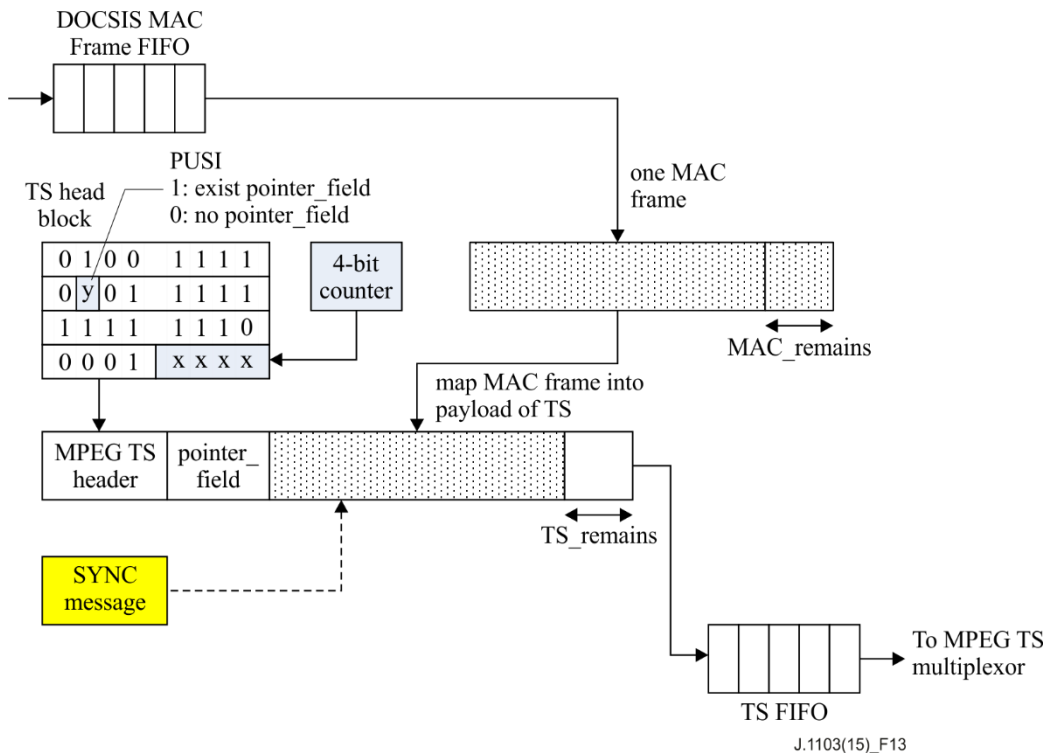 DOCSIS MAC
Frame FIFO
PUSI
1: exist pointer_field
0: no pointer_field
TS head
block
one MAC
frame
0 1 0 0 1 1 1 1
0 y 0 1 1 1 1 1
1 1 1 1 1 1 1 0
0 0 0 1 x x x x
4-bit
counter
MAC_remains
map MAC frame into
payload of TS
MPEG TS
header
pointer_
field
TS_remains
SYNC
message
To MPEG TS
multiplexor
TS FIFO
J.1103(15)_F13